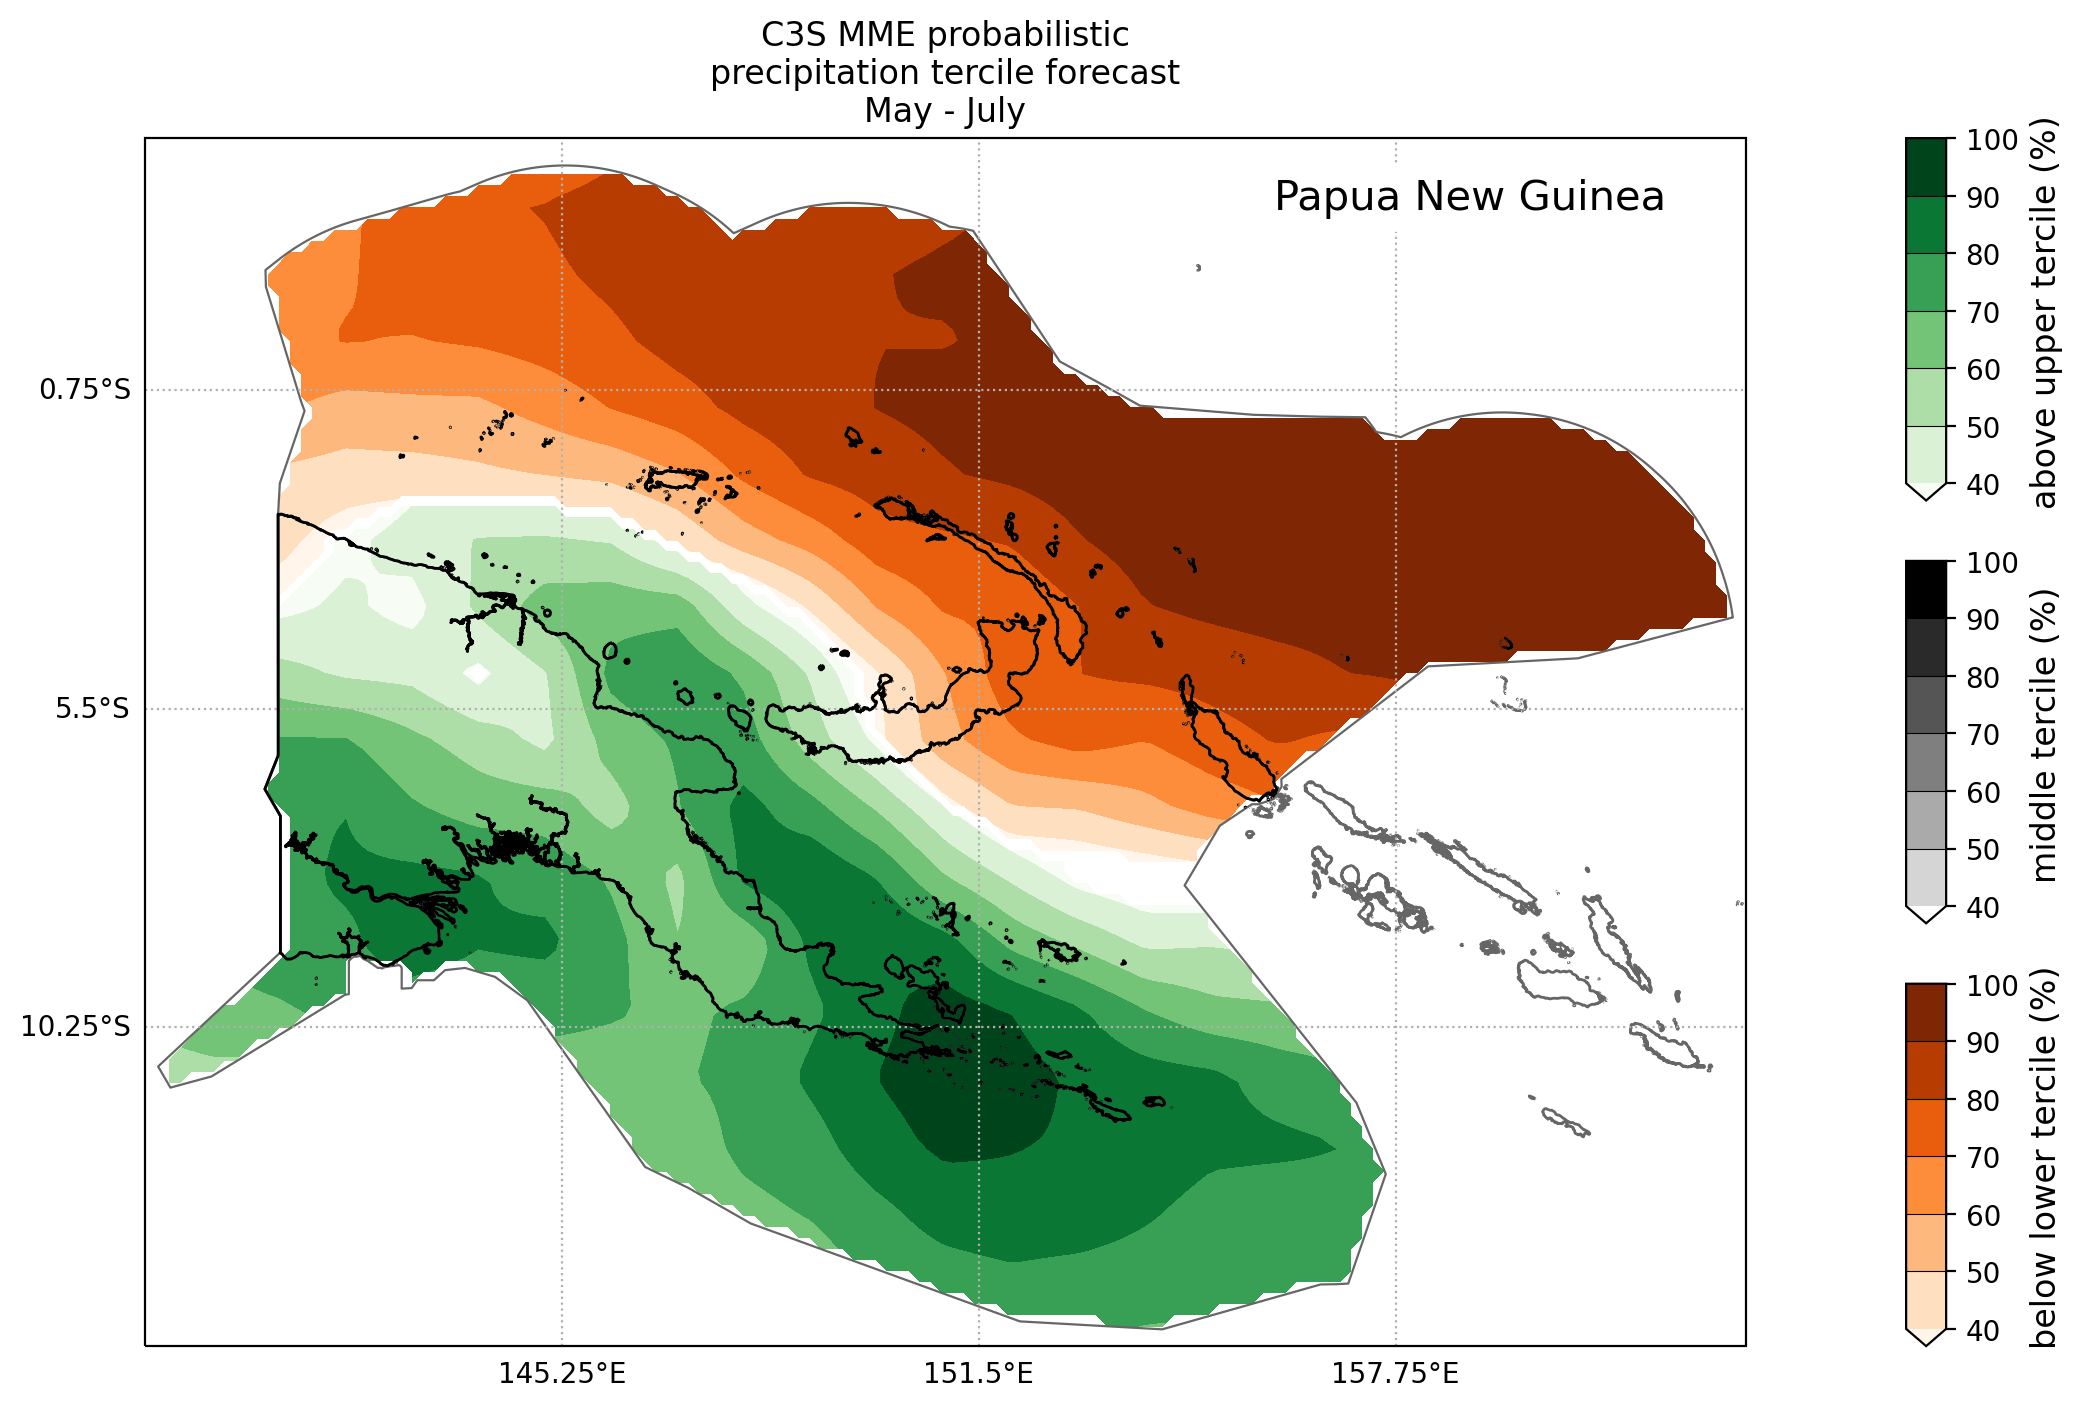 C3S MME probabilistic
precipitation tercile forecast
May - July
Papua New Guinea
0.75°S
5.5°S
10.25°S
145.25°E
151.5°E
157.75°E
100
90
80
70
60
50
40
above upper tercile (%)
100
90
80
70
60
50
40
middle tercile (%)
100
90
80
70
60
50
40
below lower tercile (%)